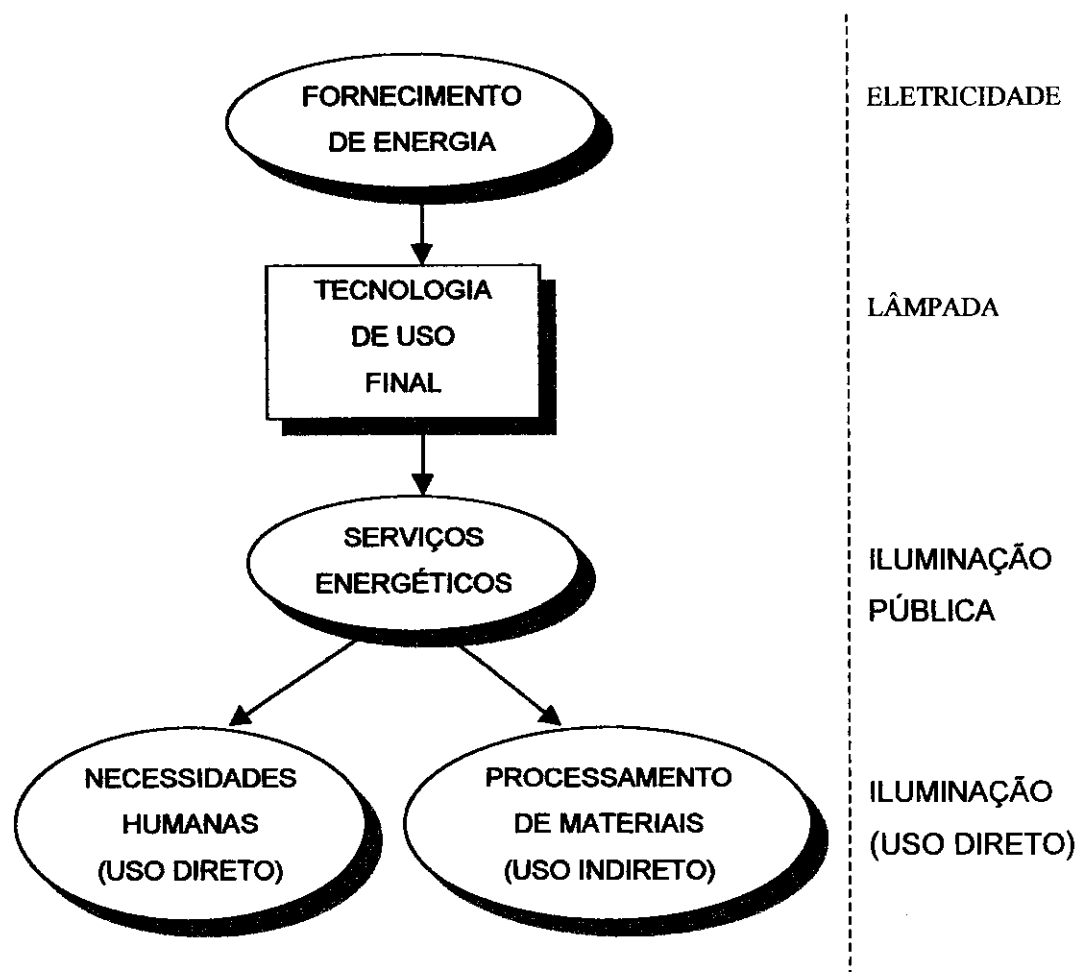 FORNECIMENTO
DE ENERGIA
ELETRICIDADE
TECNOLOGIA
DE USO
FINAL
LÂMPADA
SERVIÇOS
ENERGÉTICOS
ILUMINAÇÃO
PÚBLICA
NECESSIDADES
HUMANAS
(USO DIRETO)
PROCESSAMENTO
DE MATERIAIS
(USO INDIRETO)
ILUMINAÇÃO
(USO DIRETO)